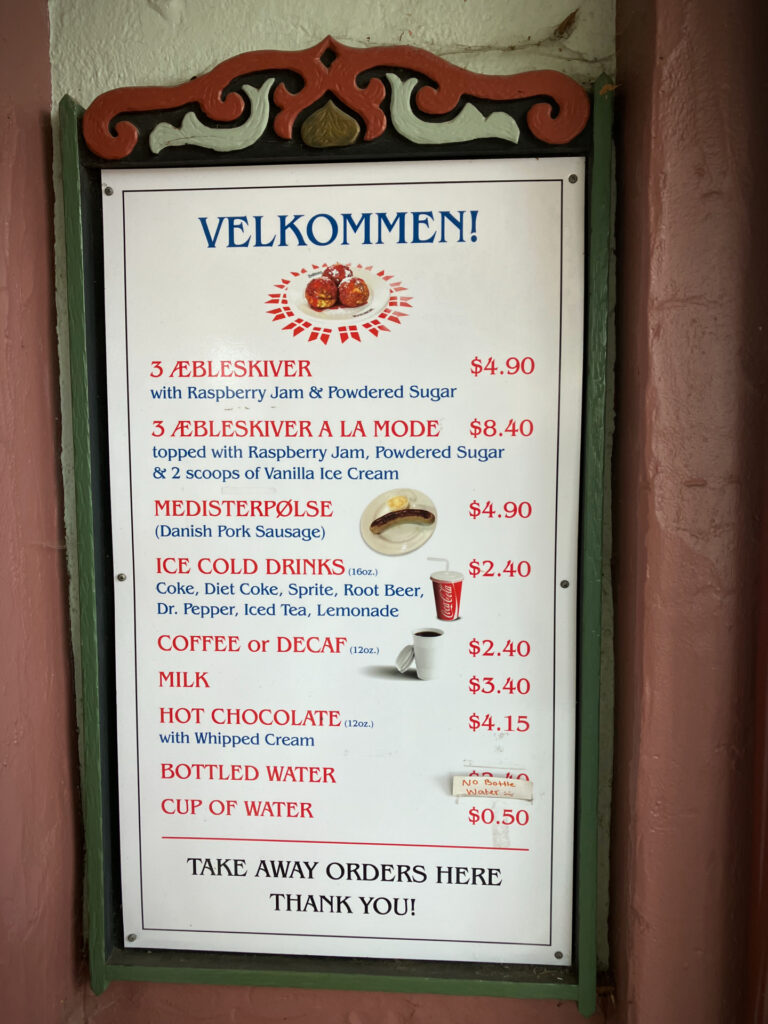 VELKOMMEN!
3 ÆBLESKIVER $4.90
with Raspberry Jam & Powdered Sugar
3 ÆBLESKIVER A LA MODE $8.40
topped with Raspberry Jam, Powdered Sugar
& 2 scoops of Vanilla Ice Cream
MEDISTERPØLSE $4.90
(Danish Pork Sausage)
ICE COLD DRINKS (16oz.) $2.40
Coke, Diet Coke, Sprite, Root Beer,
Dr. Pepper, Iced Tea, Lemonade
Coca-Cola
COFFEE or DECAF (12oz.) $2.40
MILK $3.40
HOT CHOCOLATE (12oz.) $4.15
with Whipped Cream
BOTTLED WATER
No Bottle
Water
CUP OF WATER $0.50
TAKE AWAY ORDERS HERE
THANK YOU!